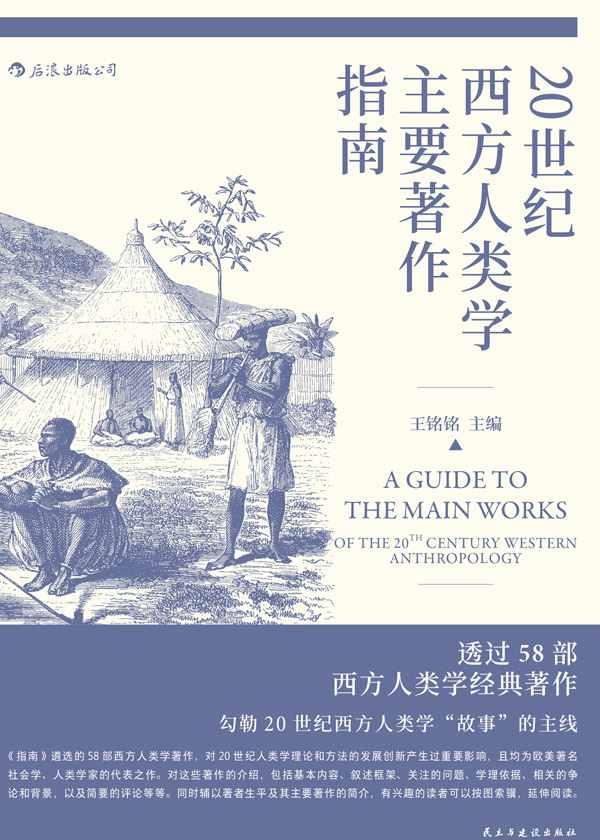 后浪出版公司
20世纪
西方人类学
主要著作
指南
王铭铭 主编
A GUIDE TO
THE MAIN WORKS
OF THE 20TH CENTURY WESTERN
ANTHROPOLOGY
透过 58 部
西方人类学经典著作
勾勒 20 世纪西方人类学“故事”的主线
《指南》遴选的 58 部西方人类学著作，对 20 世纪人类学理论和方法的发展创新产生过重要影响，且均为欧美著名
社会学、人类学家的代表之作。对这些著作的介绍，包括基本内容、叙述框架、关注的问题、学理依据、相关的争
论和背景，以及简要的评论等等。同时辅以著者生平及其主要著作的简介，有兴趣的读者可以按图索骥，延伸阅读。
民主与建设出版社